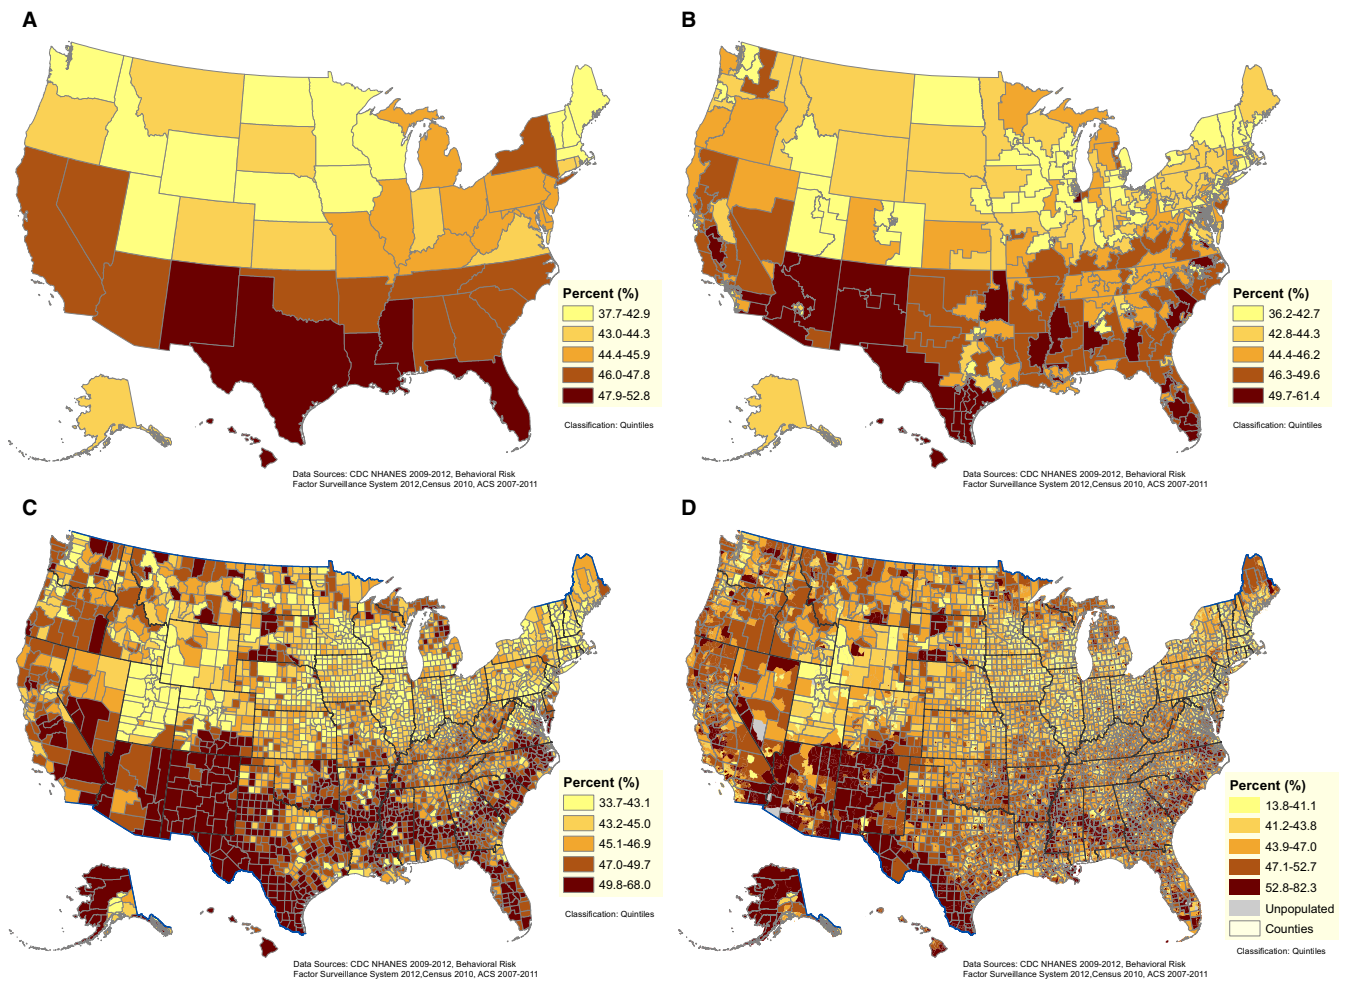 A
Percent (%)
37.7-42.9
43.0-44.3
44.4-45.9
46.0-47.8
47.9-52.8
Classification: Quintiles
Data Sources: CDC NHANES 2009-2012, Behavioral Risk
Factor Surveillance System 2012,Census 2010, ACS 2007-2011
B
Percent (%)
36.2-42.7
42.8-44.3
44.4-46.2
46.3-49.6
49.7-61.4
Classification: Quintiles
Data Sources: CDC NHANES 2009-2012, Behavioral Risk
Factor Surveillance System 2012,Census 2010, ACS 2007-2011
C
Percent (%)
33.7-43.1
43.2-45.0
45.1-46.9
47.0-49.7
49.8-68.0
Classification: Quintiles
Data Sources: CDC NHANES 2009-2012, Behavioral Risk
Factor Surveillance System 2012,Census 2010, ACS 2007-2011
D
Percent (%)
13.8-41.1
41.2-43.8
43.9-47.0
47.1-52.7
52.8-82.3
Unpopulated
Counties
Classification: Quintiles
Data Sources: CDC NHANES 2009-2012, Behavioral Risk
Factor Surveillance System 2012,Census 2010, ACS 2007-2011